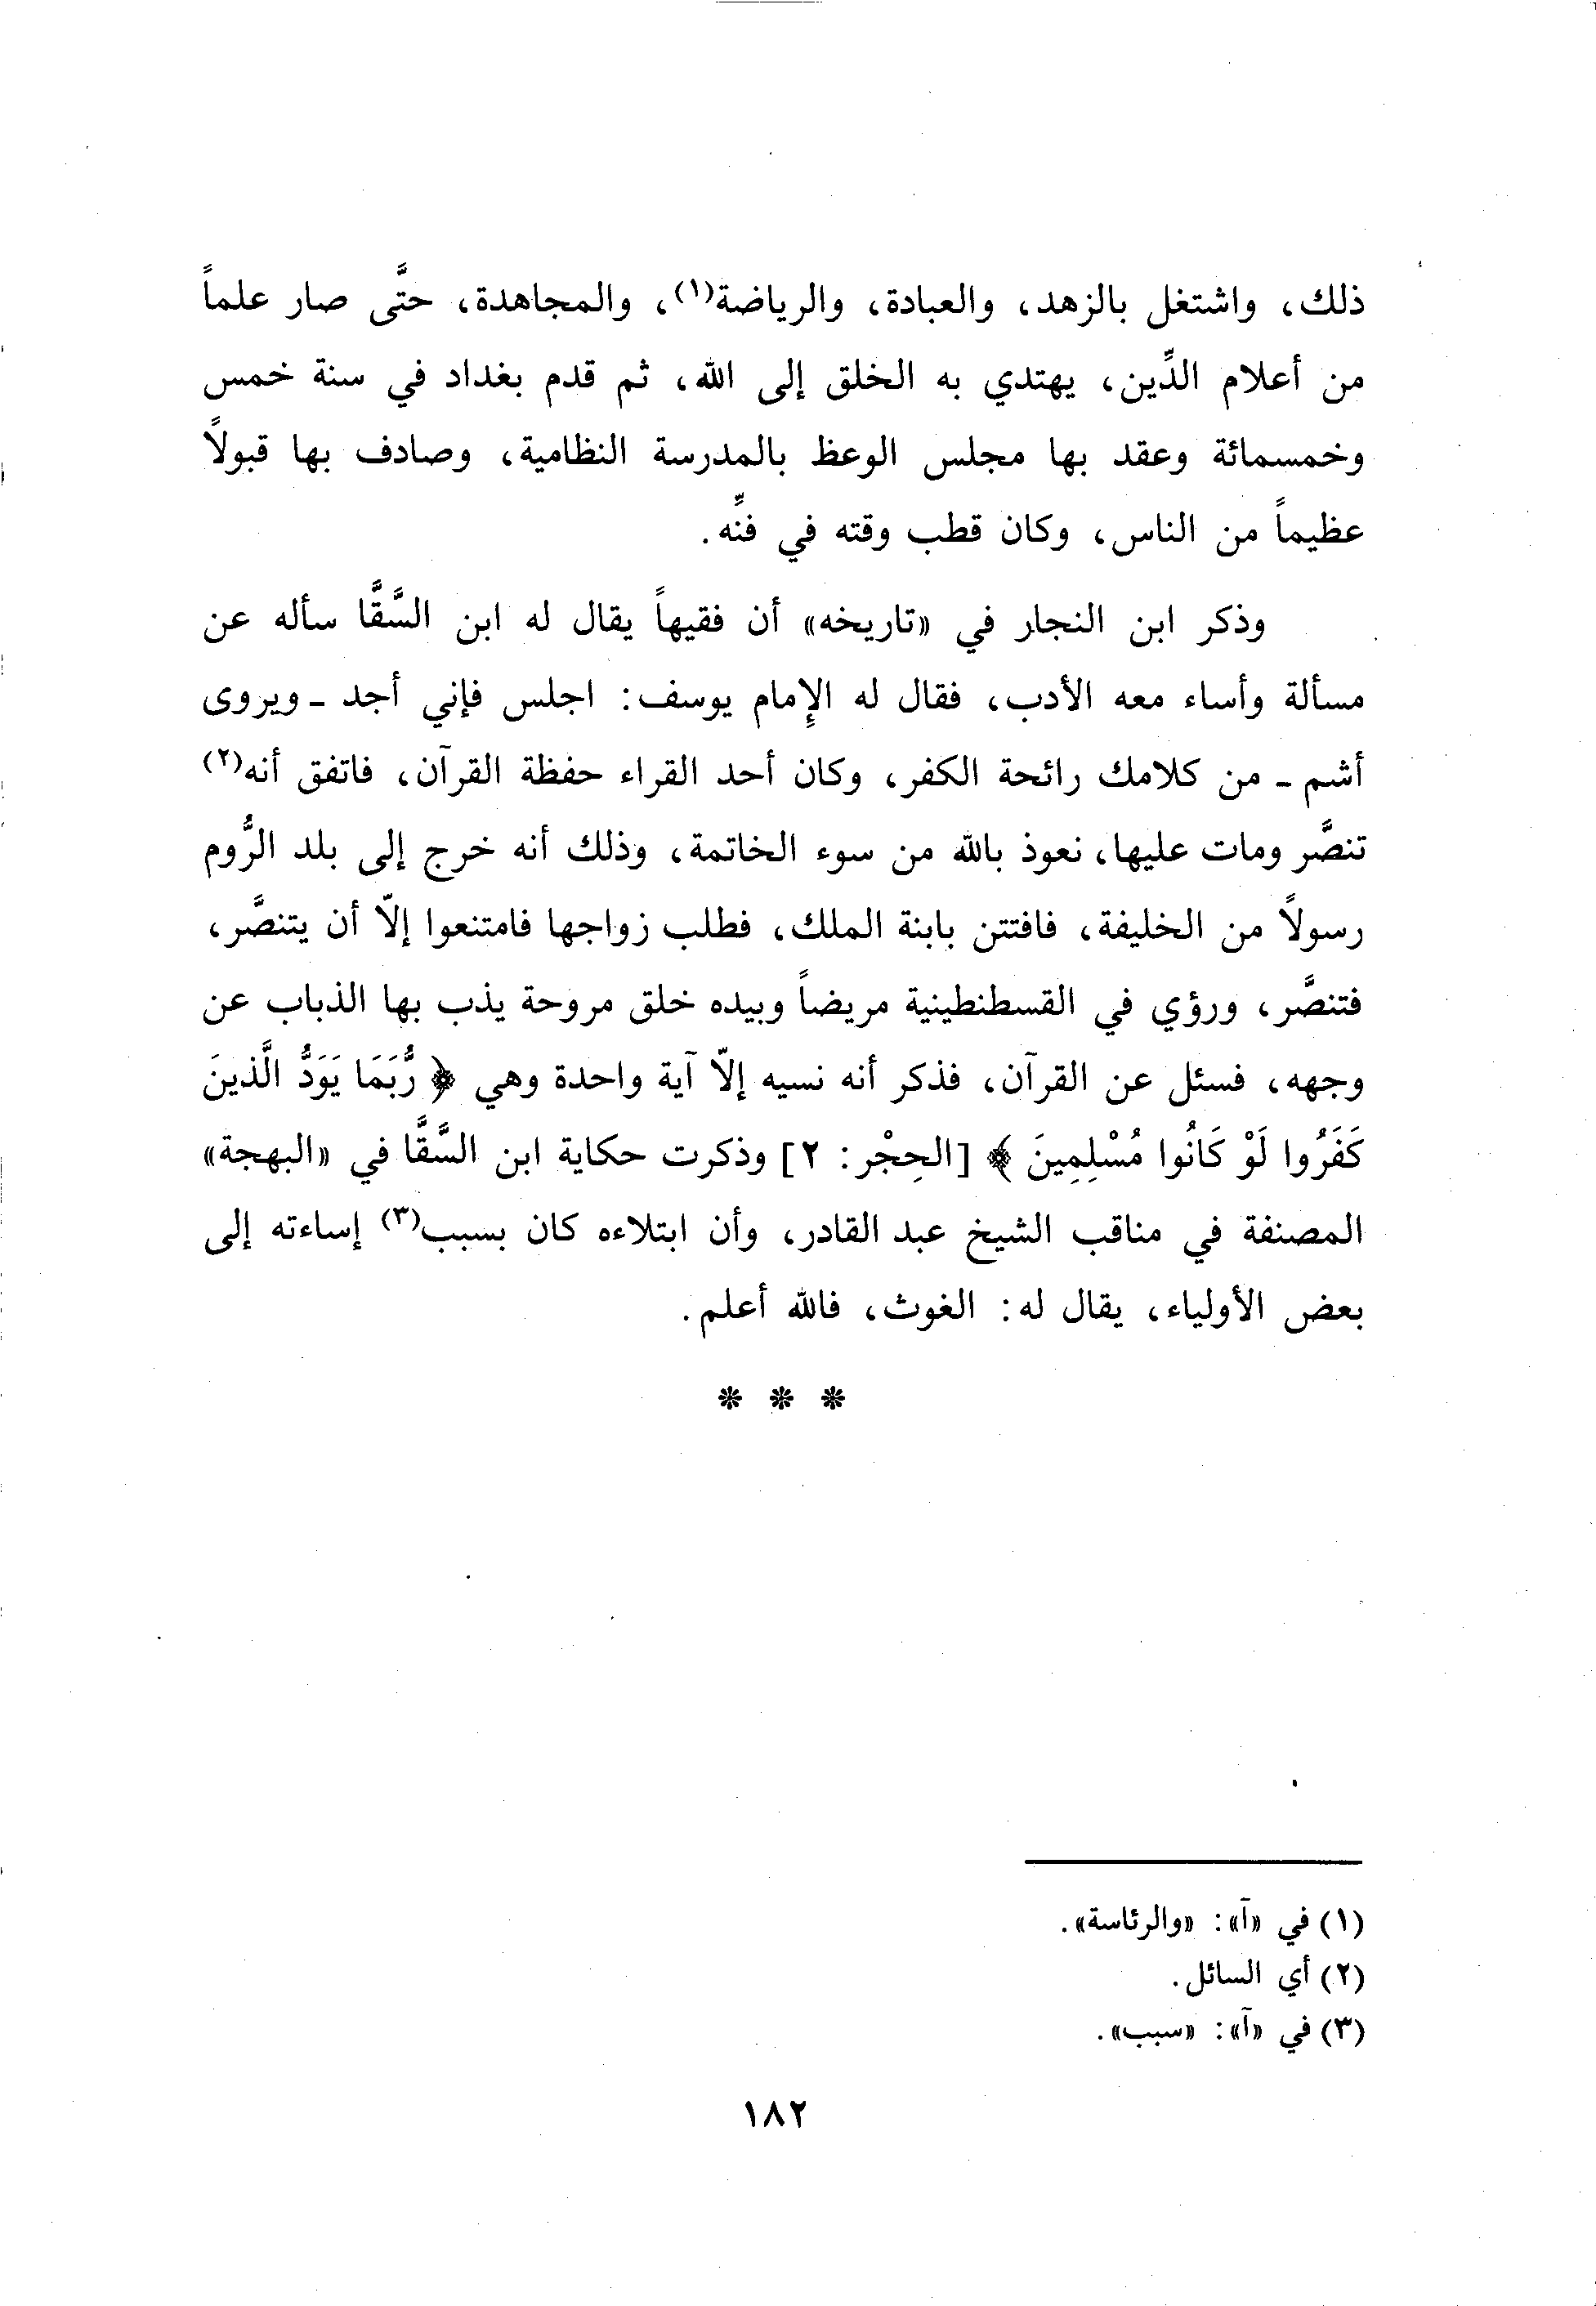 ذلك، واشتغل بالزهد، والعبادة، والرياضة(١)، والمجاهدة، حتَّى صار علماً
من أعلام الدِّين، يهتدي به الخلق إلى الله، ثم قدم بغداد في سنة خمس
وخمسمائة وعقد بها مجلس الوعظ بالمدرسة النظامية، وصادف بها قبولاً
عظيماً من الناس، وكان قطب وقته في فنِّه.
وذكر ابن النجار في «تاريخه» أن فقيهاً يقال له ابن السَّقَّا سأله عن
مسألة وأساء معه الأدب، فقال له الإِمام يوسف: اجلس فإني أجد ـ ويروى
أشم ـ من كلامك رائحة الكفر، وكان أحد القراء حفظة القرآن، فاتفق أنه(٢)
تنصَّر ومات عليها، نعوذ بالله من سوء الخاتمة، وذلك أنه خرج إلى بلد الرُّوم
رسولاً من الخليفة، فافتتن بابنة الملك، فطلب زواجها فامتنعوا إلّا أن يتنصَّر،
فتنصَّر، ورؤي في القسطنطينية مريضاً وبيده خلق مروحة يذب بها الذباب عن
وجهه، فسئل عن القرآن، فذكر أنه نسيه إلّا آية واحدة وهي ﴿ رُّبَمَا يَوَدُّ الَّذينَ
كَفَرُوا لَوْ كَانُوا مُسْلِمِينَ ﴾ [الحِجْر: ٢] وذكرت حكاية ابن السَّقَّا في «البهجة»
المصنفة في مناقب الشيخ عبد القادر، وأن ابتلاءه كان بسبب(٣) إساءته إلى
بعض الأولياء، يقال له: الغوث، فالله أعلم.
* * *
(١) في «آ»: «والرئاسة».
(٢) أي السائل.
(٣) في «آ»: «سبب».
١٨٢